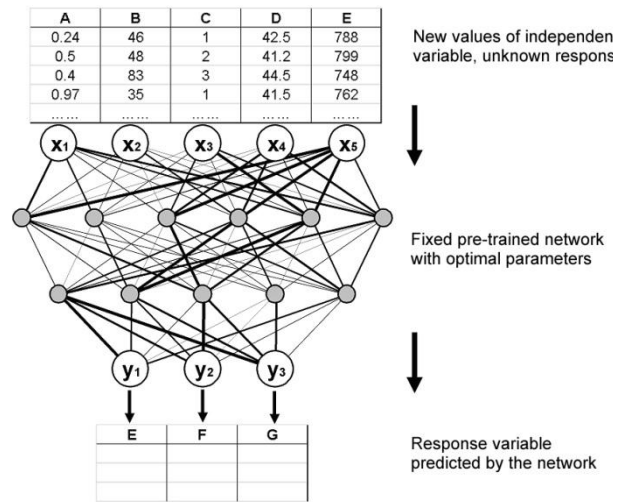 A B C D E
0.24 46 1 42.5 788
0.5 48 2 41.2 799
0.4 83 3 44.5 748
0.97 35 1 41.5 762
...... ...... ...... ...... ......
New values of independen
variable, unknown respons
x1 x2 x3 x4 x5
Fixed pre-trained network
with optimal parameters
y1 y2 y3
E F G
Response variable
predicted by the network